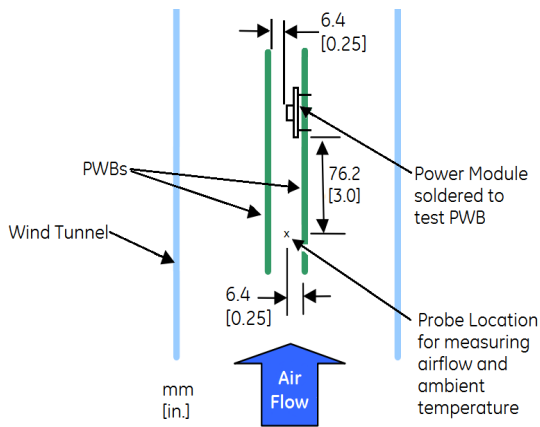 6.4
[0.25]
PWBs
76.2
[3.0]
Power Module
soldered to
test PWB
Wind Tunnel
x
6.4
[0.25]
Probe Location
for measuring
airflow and
ambient
temperature
Air
Flow
mm
[in.]